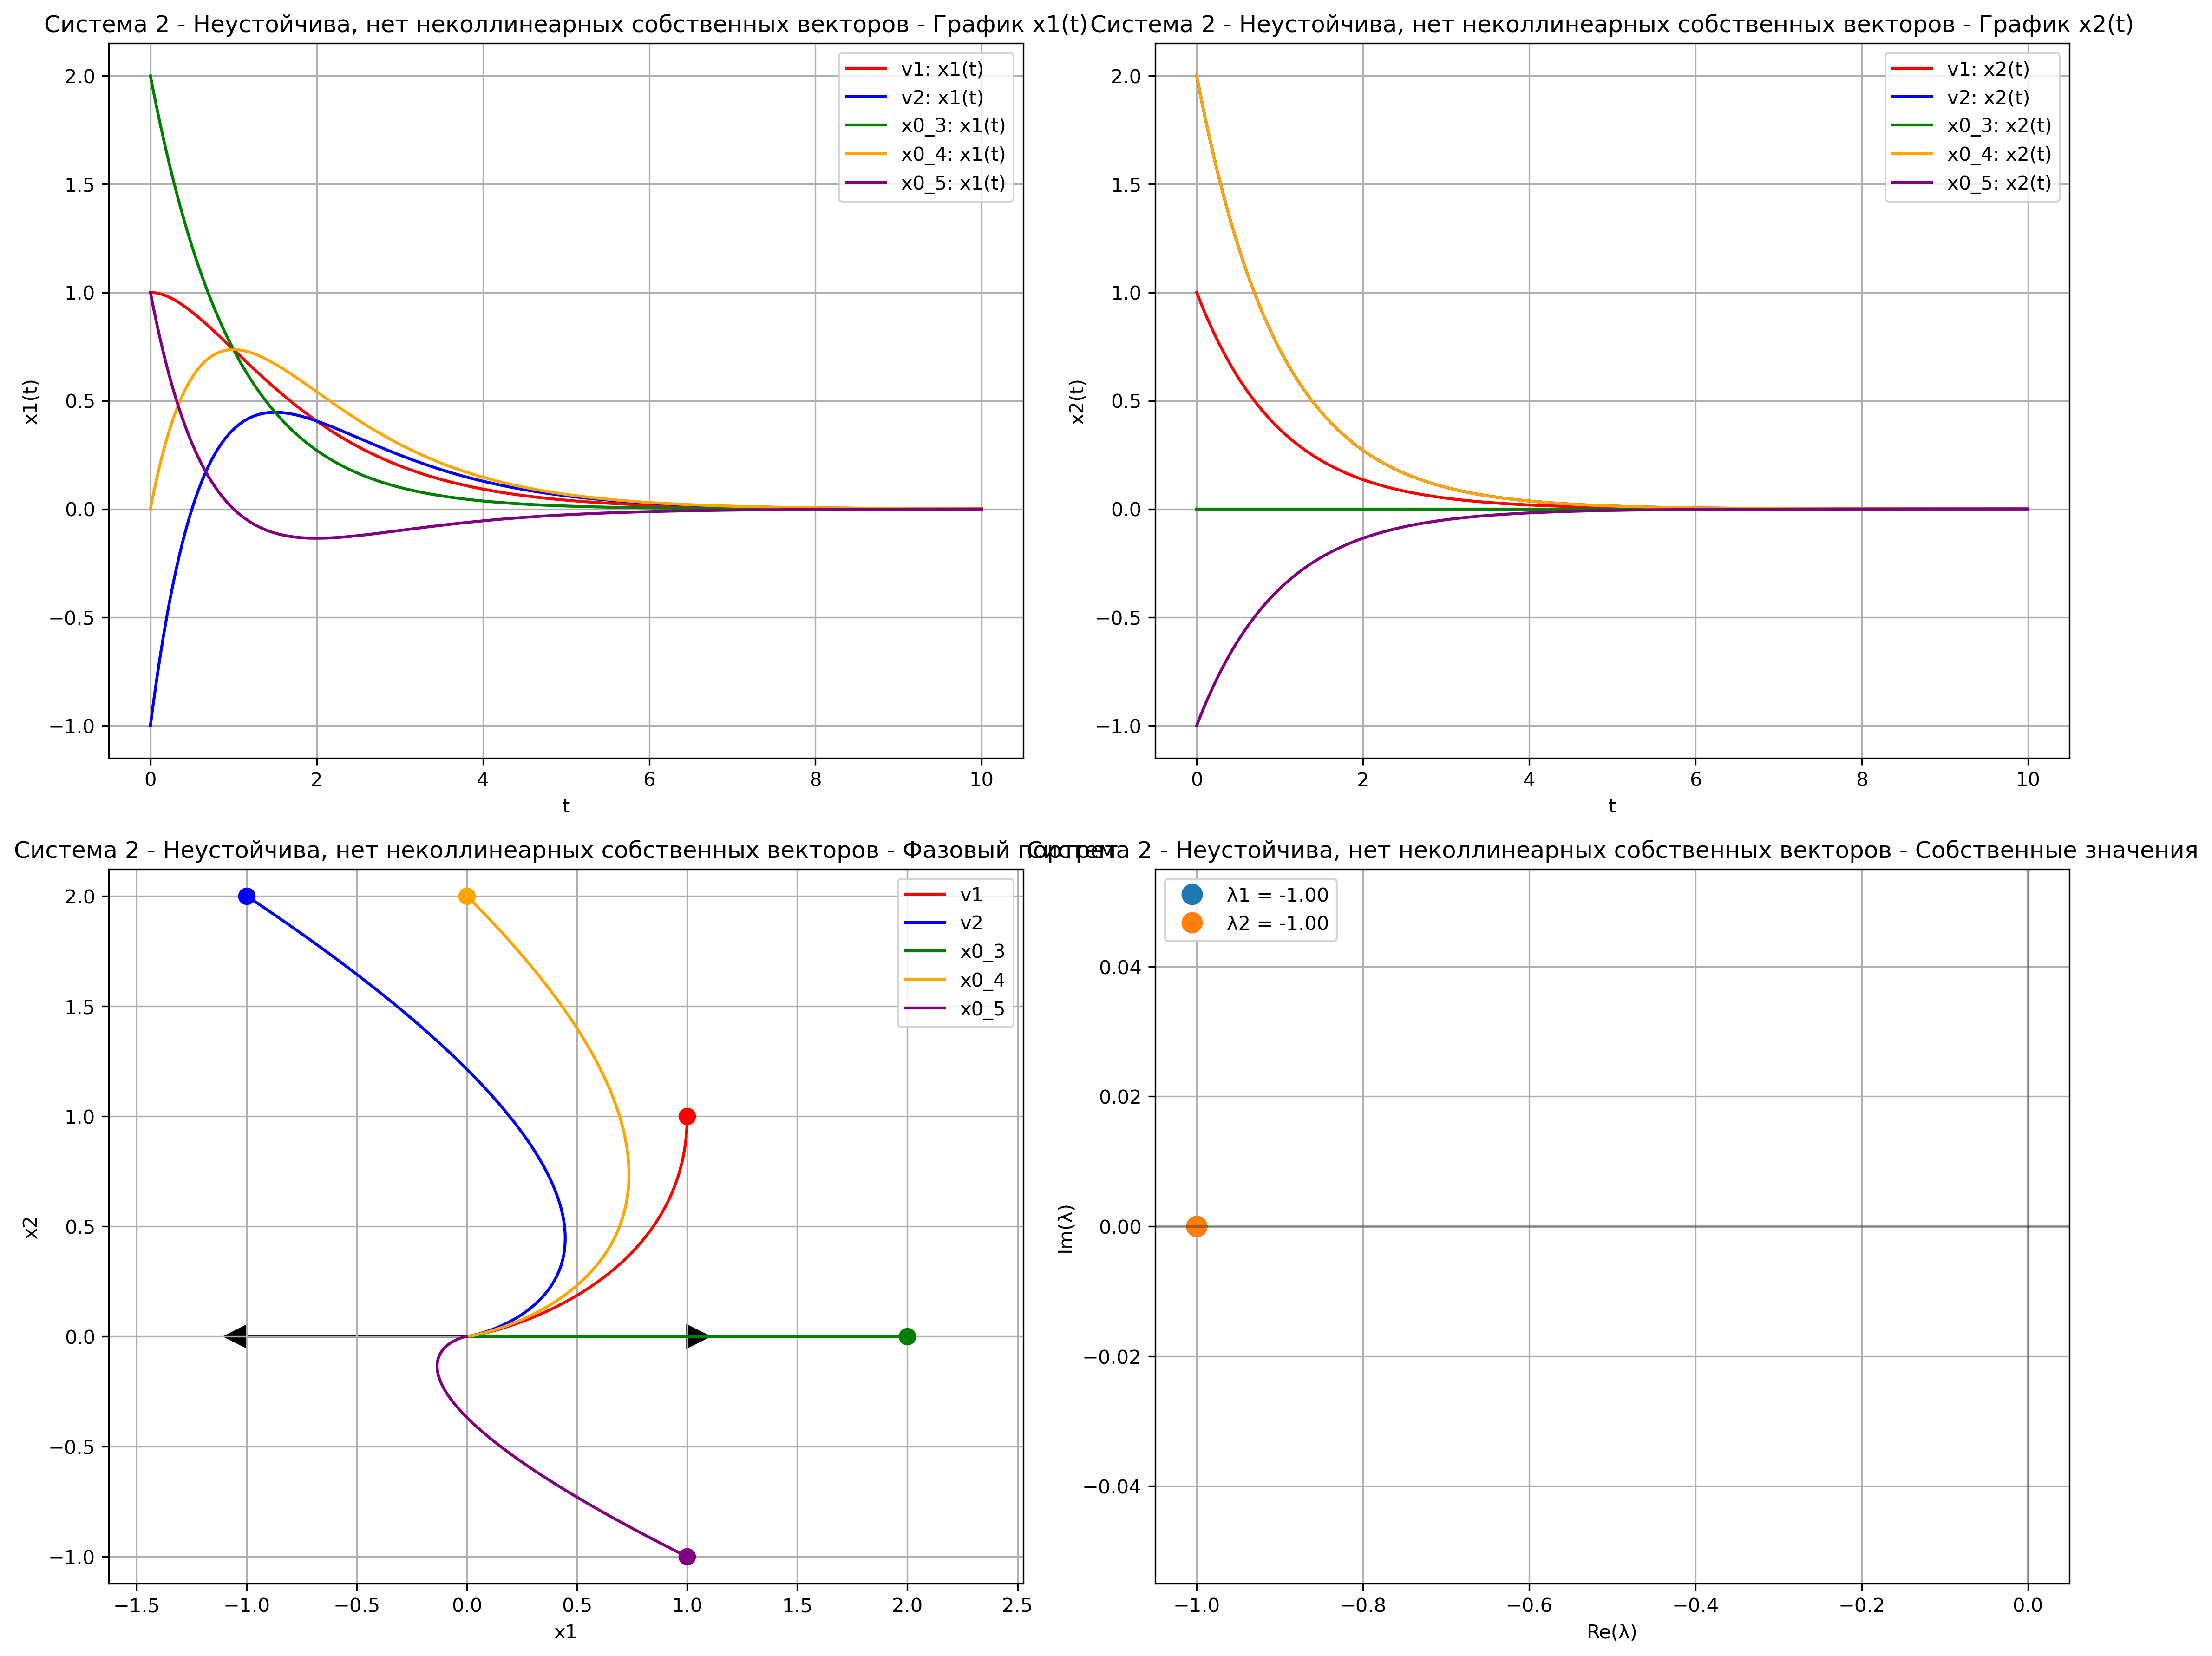 Система 2 - Неустойчива, нет неколлинеарных собственных векторов - График x1(t)
2.0
1.5
1.0
0.5
0.0
−0.5
−1.0
x1(t)
v1: x1(t)
v2: x1(t)
x0_3: x1(t)
x0_4: x1(t)
x0_5: x1(t)
0 2 4 6 8 10
t
Система 2 - Неустойчива, нет неколлинеарных собственных векторов - График x2(t)
2.0
1.5
1.0
0.5
0.0
−0.5
−1.0
x2(t)
v1: x2(t)
v2: x2(t)
x0_3: x2(t)
x0_4: x2(t)
x0_5: x2(t)
0 2 4 6 8 10
t
Система 2 - Неустойчива, нет неколлинеарных собственных векторов - Фазовый портрет
2.0
1.5
1.0
0.5
0.0
−0.5
−1.0
x2
v1
v2
x0_3
x0_4
x0_5
−1.5 −1.0 −0.5 0.0 0.5 1.0 1.5 2.0 2.5
x1
Система 2 - Неустойчива, нет неколлинеарных собственных векторов - Собственные значения
λ1 = -1.00
λ2 = -1.00
0.04
0.02
0.00
−0.02
−0.04
Im(λ)
−1.0 −0.8 −0.6 −0.4 −0.2 0.0
Re(λ)